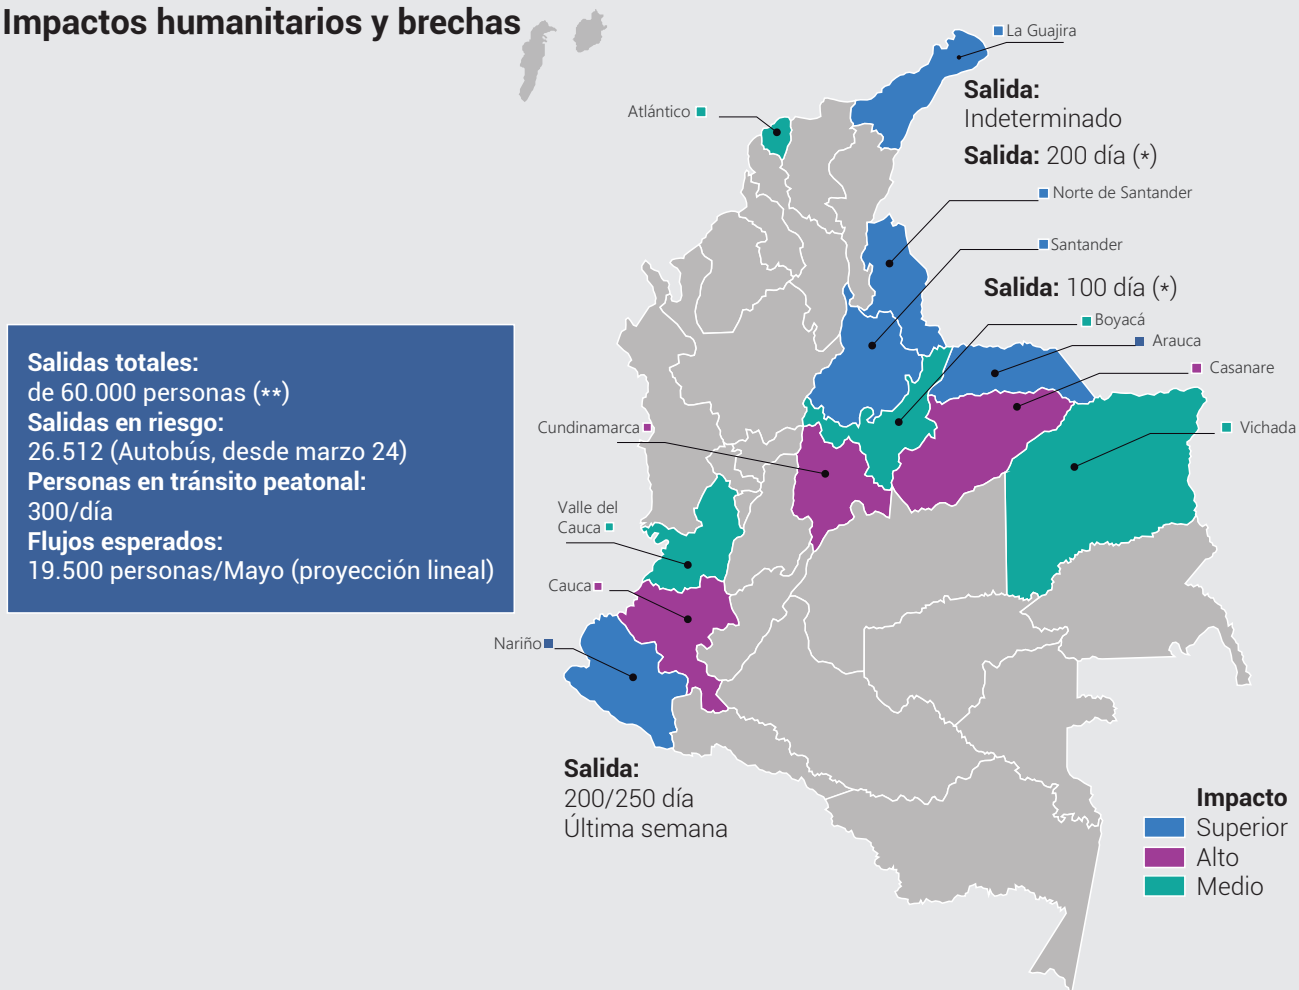 Impactos humanitarios y brechas
La Guajira
Salida:
Indeterminado
Salida: 200 día (*)
Atlántico
Norte de Santander
Santander
Salida: 100 día (*)
Boyacá
Arauca
Casanare
Vichada
Cundinamarca
Valle del
Cauca
Cauca
Nariño
Salidas totales:
de 60.000 personas (**)
Salidas en riesgo:
26.512 (Autobús, desde marzo 24)
Personas en tránsito peatonal:
300/día
Flujos esperados:
19.500 personas/Mayo (proyección lineal)
Salida:
200/250 día
Última semana
Impacto
Superior
Alto
Medio